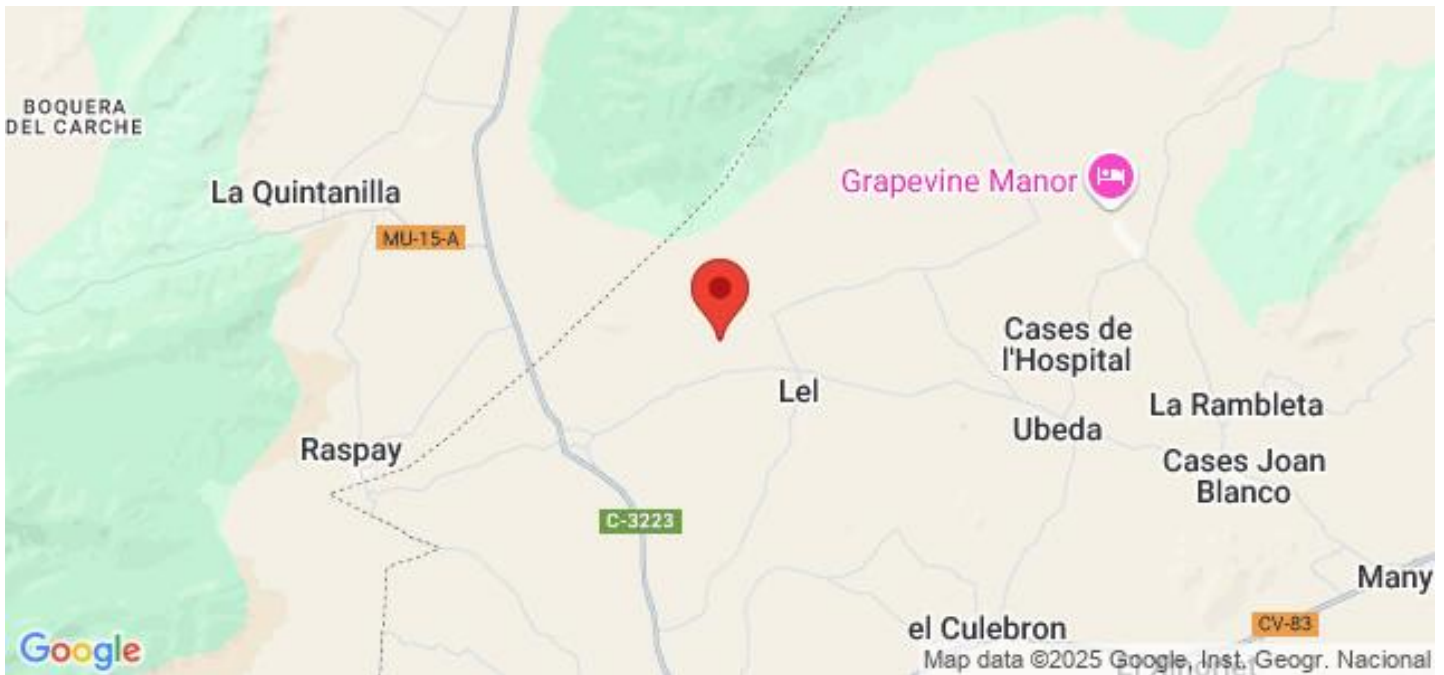 BOQUERA
DEL CARCHE
La Quintanilla
MU-15-A
Grapevine Manor
Cases de
l'Hospital
Lel
La Rambleta
Ubeda
Raspay
Cases Joan
Blanco
C-3223
Many
el Culebron
CV-83
Google
Map data ©2025 Google, Inst. Geogr. Nacional